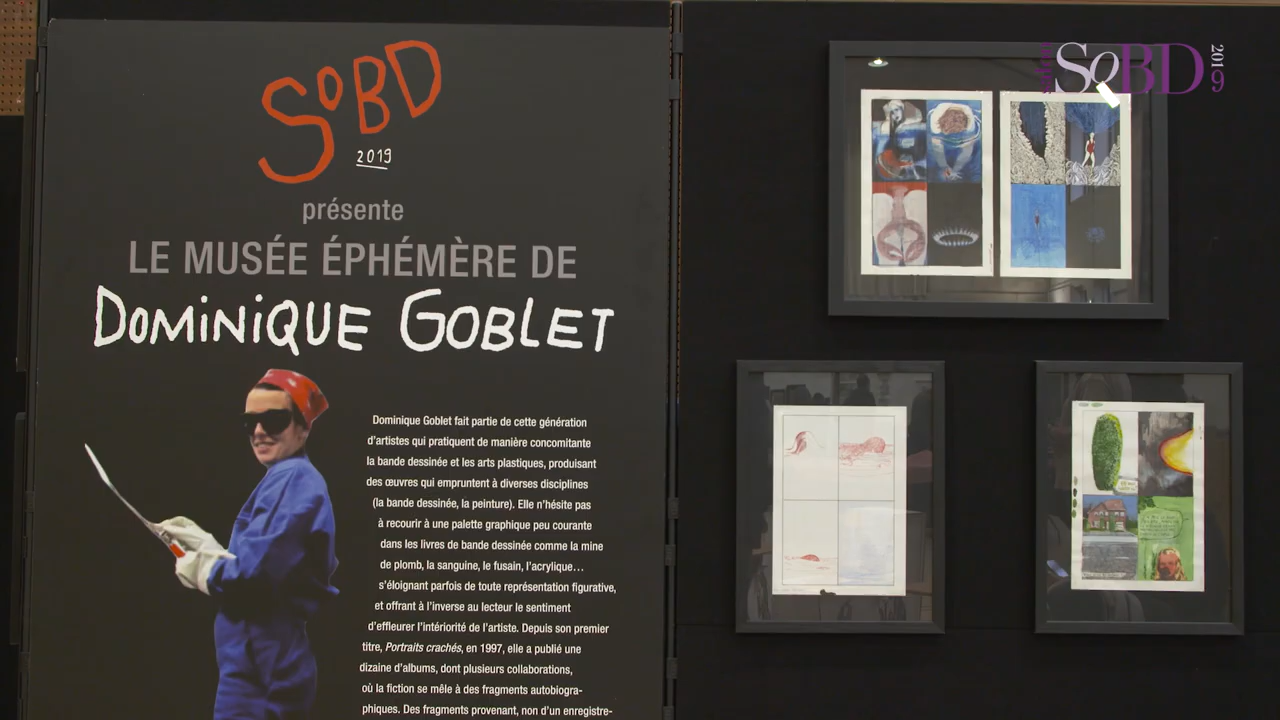 SoBD
2019
présente
LE MUSÉE ÉPHÉMÈRE DE
DOMINIQUE GOBLET
Dominique Goblet fait partie de cette génération
d'artistes qui pratiquent de manière concomitante
la bande dessinée et les arts plastiques, produisant
des œuvres qui empruntent à diverses disciplines
(la bande dessinée, la peinture). Elle n'hésite pas
à recourir à une palette graphique peu courante
dans les livres de bande dessinée comme la mine
de plomb, la sanguine, le fusain, l'acrylique...
s'éloignant parfois de toute représentation figurative,
et offrant à l'inverse au lecteur le sentiment
d'effleurer l'intériorité de l'artiste. Depuis son premier
titre, Portraits crachés, en 1997, elle a publié une
dizaine d'albums, dont plusieurs collaborations,
où la fiction se mêle à des fragments autobiogra-
phiques. Des fragments provenant, non d'un enregistre-
SoBD
2019